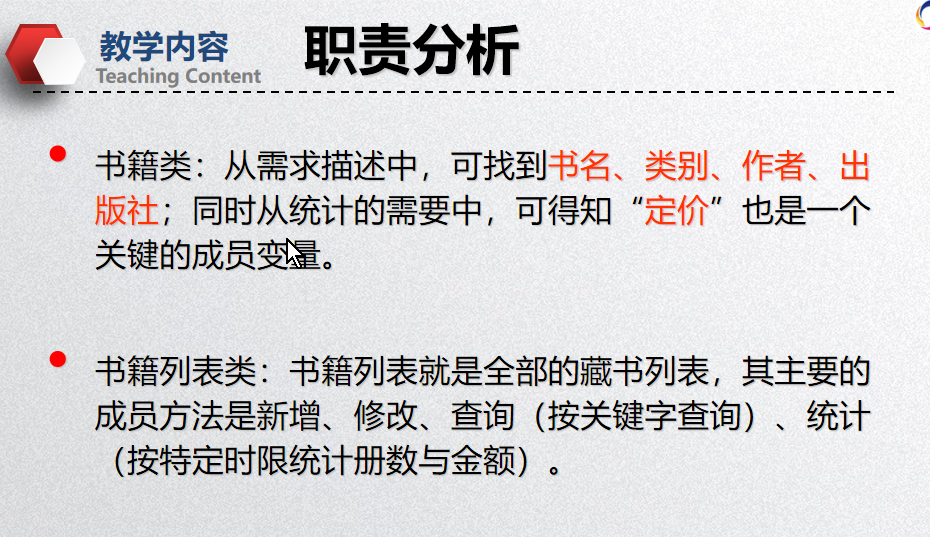 教学内容
Teaching Content
职责分析
书籍类：从需求描述中，可找到书名、类别、作者、出
版社；同时从统计的需要中，可得知“定价”也是一个
关键的成员变量。
书籍列表类：书籍列表就是全部的藏书列表，其主要的
成员方法是新增、修改、查询（按关键字查询）、统计
（按特定时限统计册数与金额）。